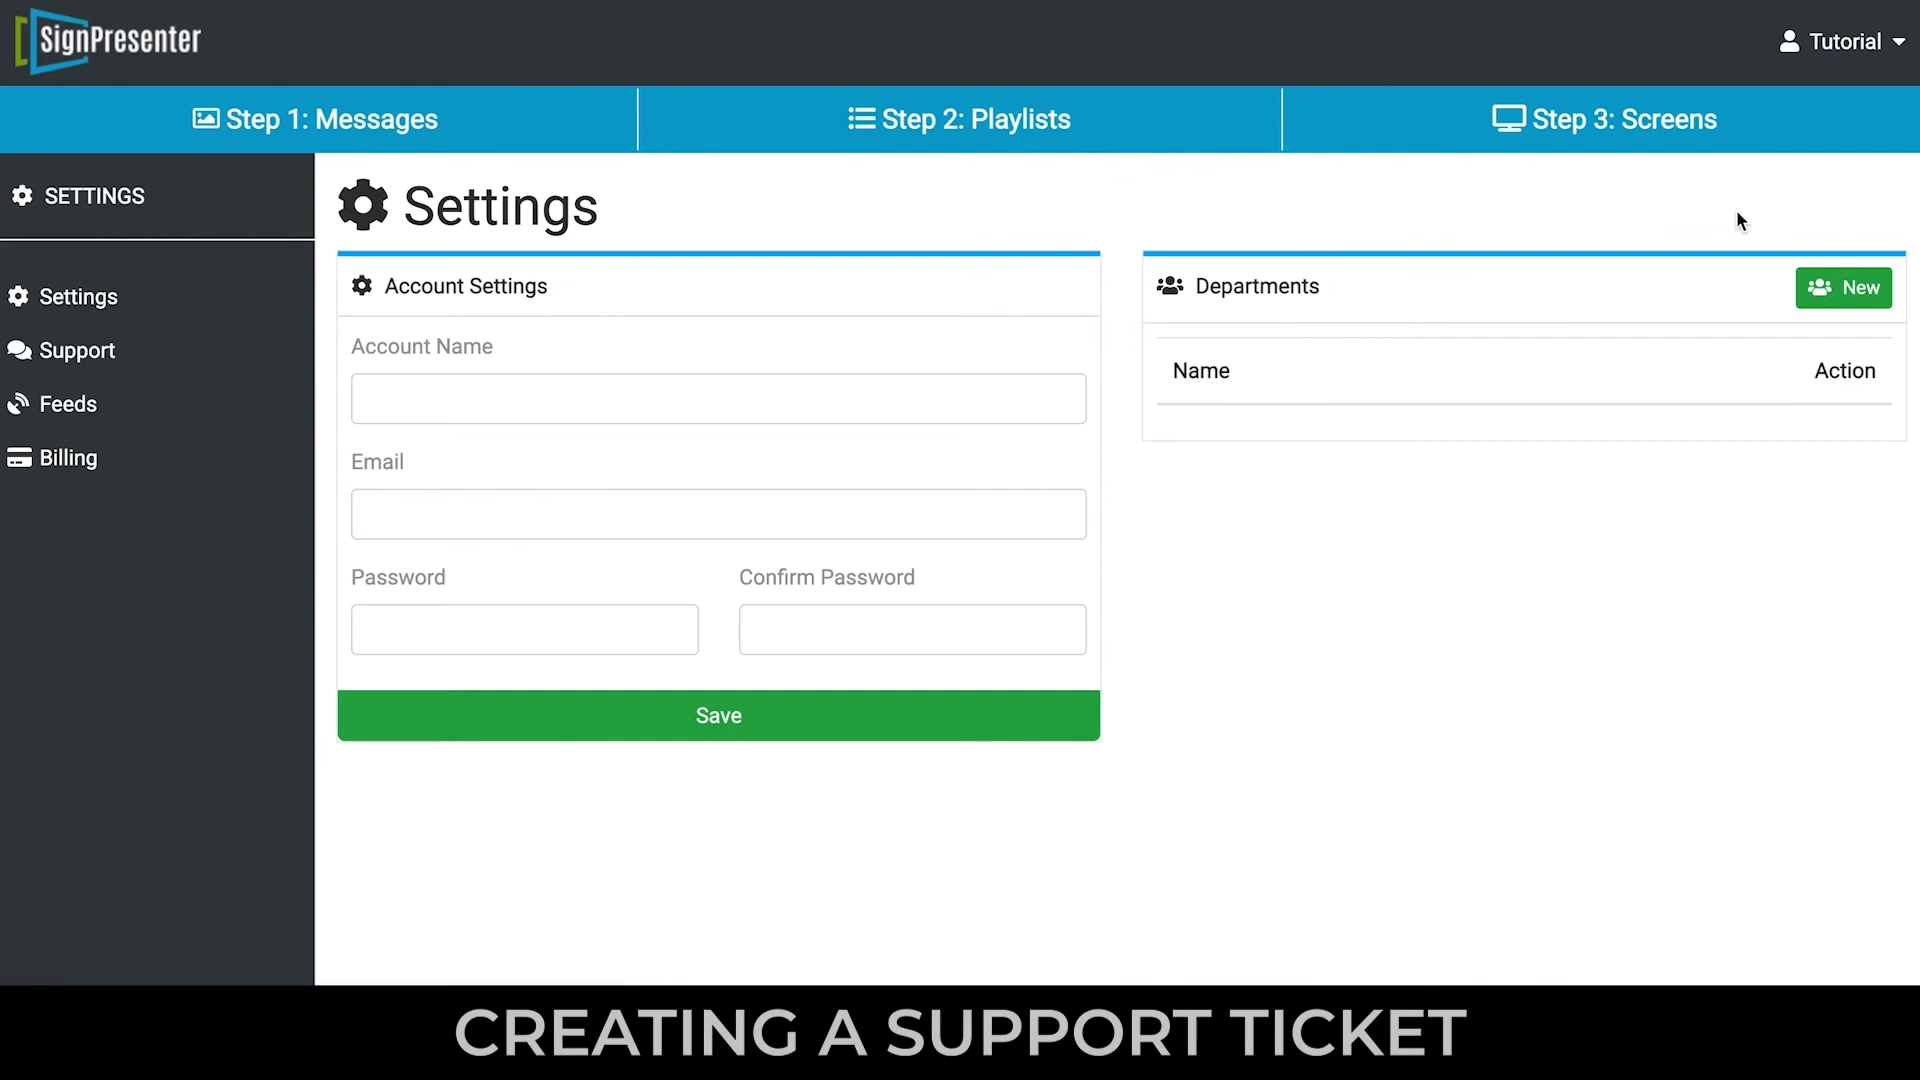 SignPresenter
Tutorial
Step 1: Messages
Step 2: Playlists
Step 3: Screens
SETTINGS
Settings
Support
Feeds
Billing
Settings
Account Settings
Account Name
Email
Password
Confirm Password
Save
Departments
New
Name
Action
CREATING A SUPPORT TICKET